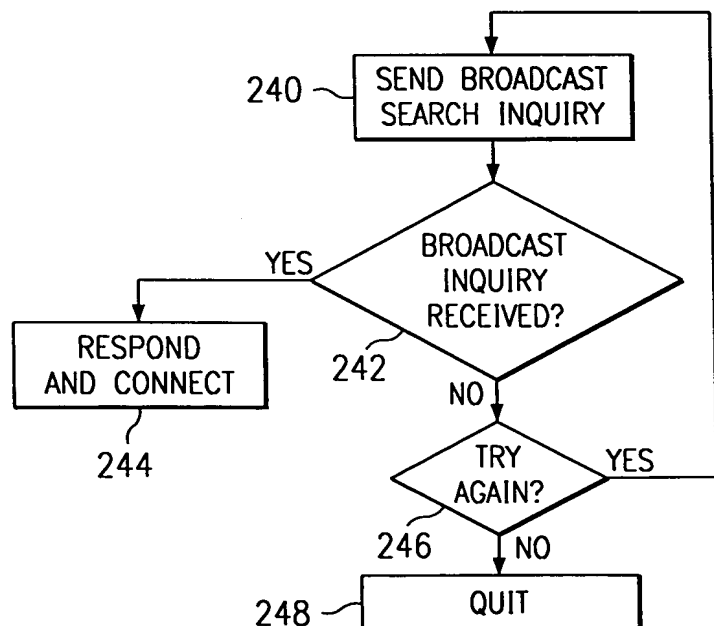 240
SEND BROADCAST
SEARCH INQUIRY
BROADCAST
INQUIRY
RECEIVED?
YES
242
RESPOND
AND CONNECT
244
NO
TRY
AGAIN?
YES
246
NO
QUIT
248